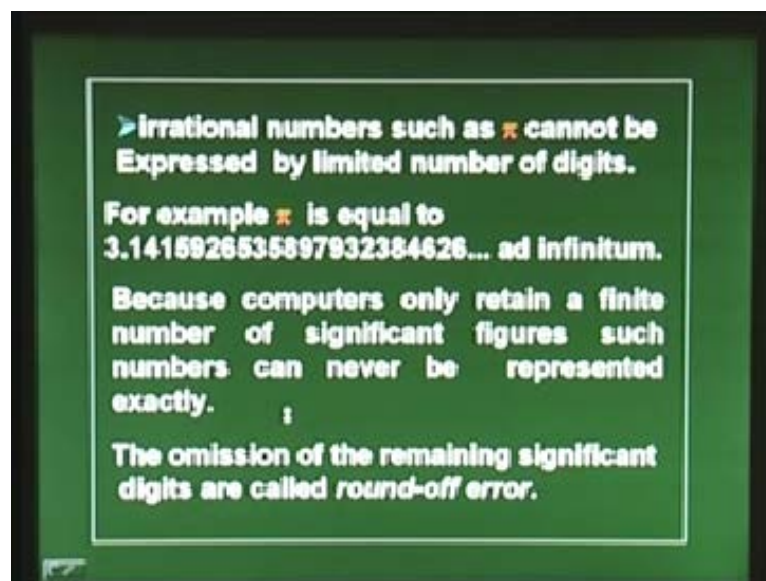 ➢irrational numbers such as π cannot be
Expressed by limited number of digits.
For example π is equal to
3.1415926535897932384626... ad infinitum.
Because computers only retain a finite
number of significant figures such
numbers can never be represented
exactly.
The omission of the remaining significant
digits are called round-off error.